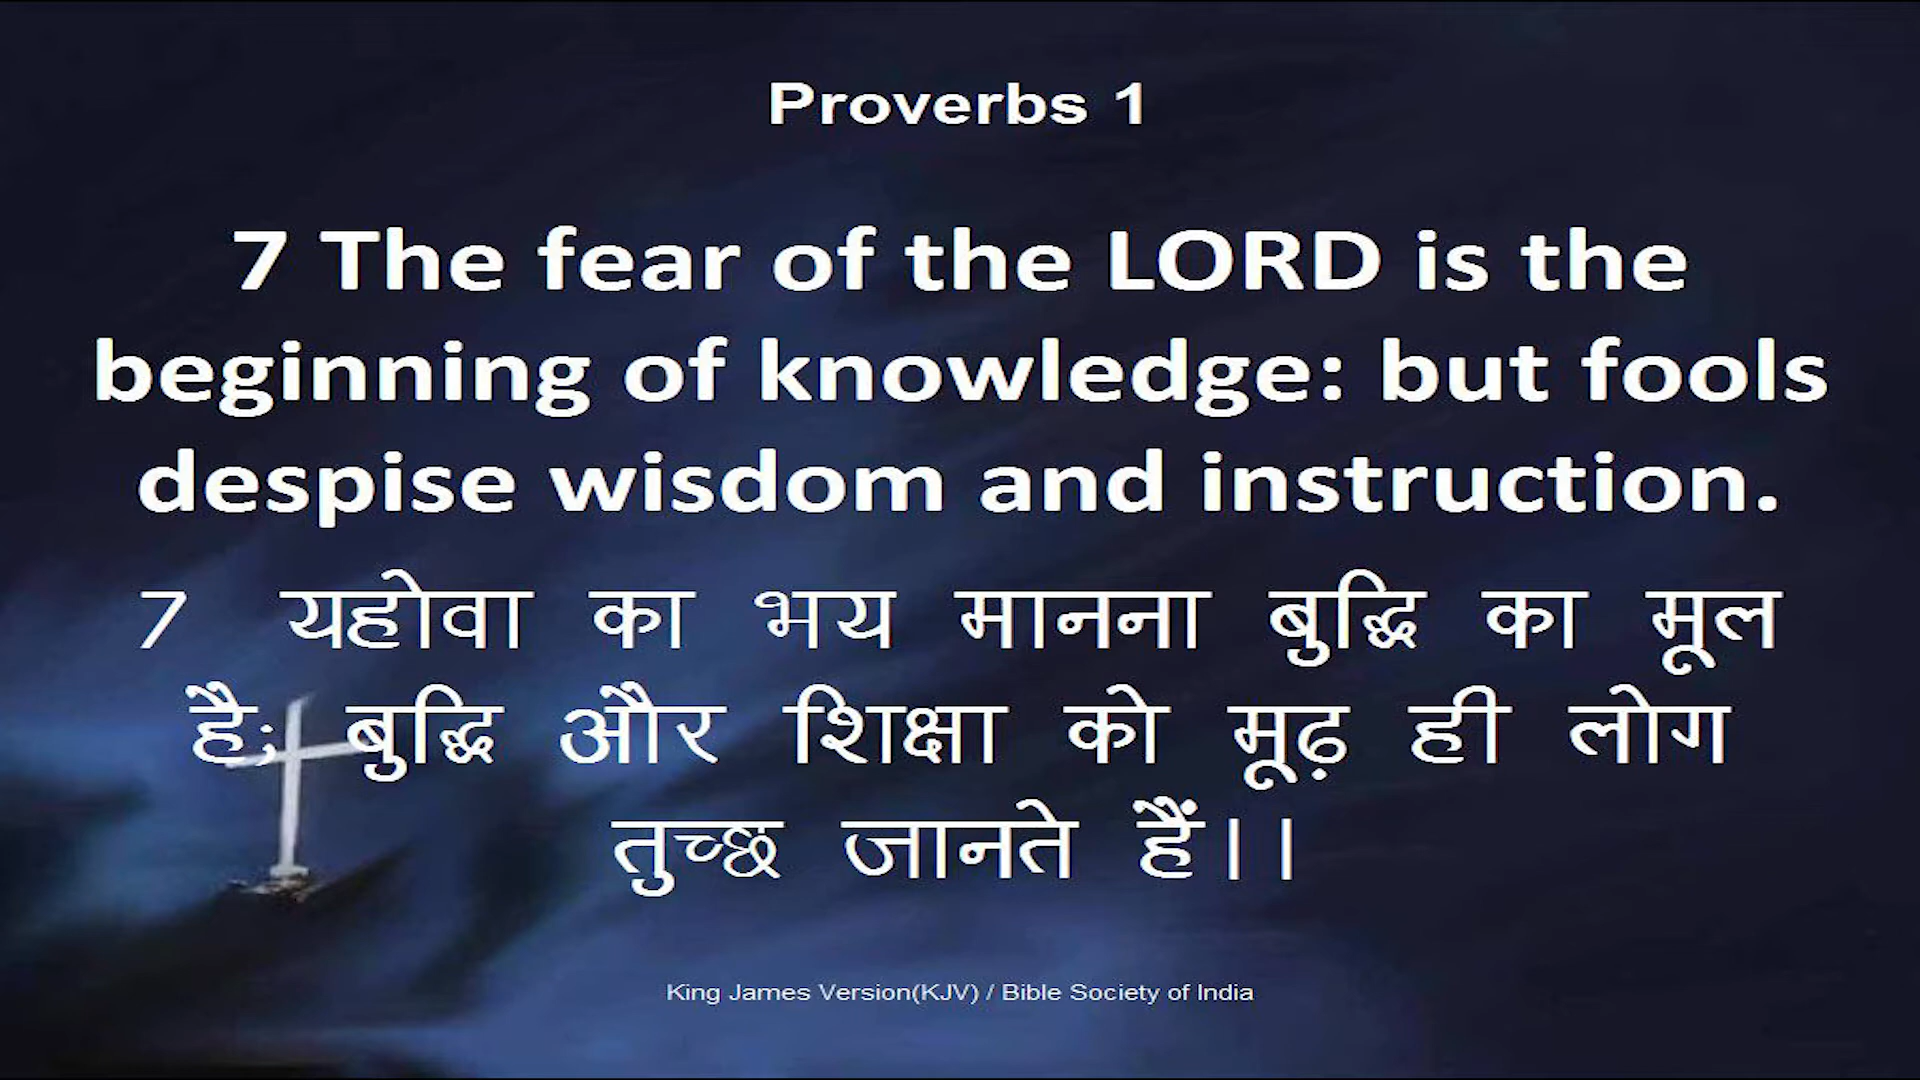 Proverbs 1
7 The fear of the LORD is the
beginning of knowledge: but fools
despise wisdom and instruction.
7 यहोवा का भय मानना बुद्धि का मूल
है; बुद्धि और शिक्षा को मूढ़ ही लोग
तुच्छ जानते हैं।।
King James Version(KJV) / Bible Society of India